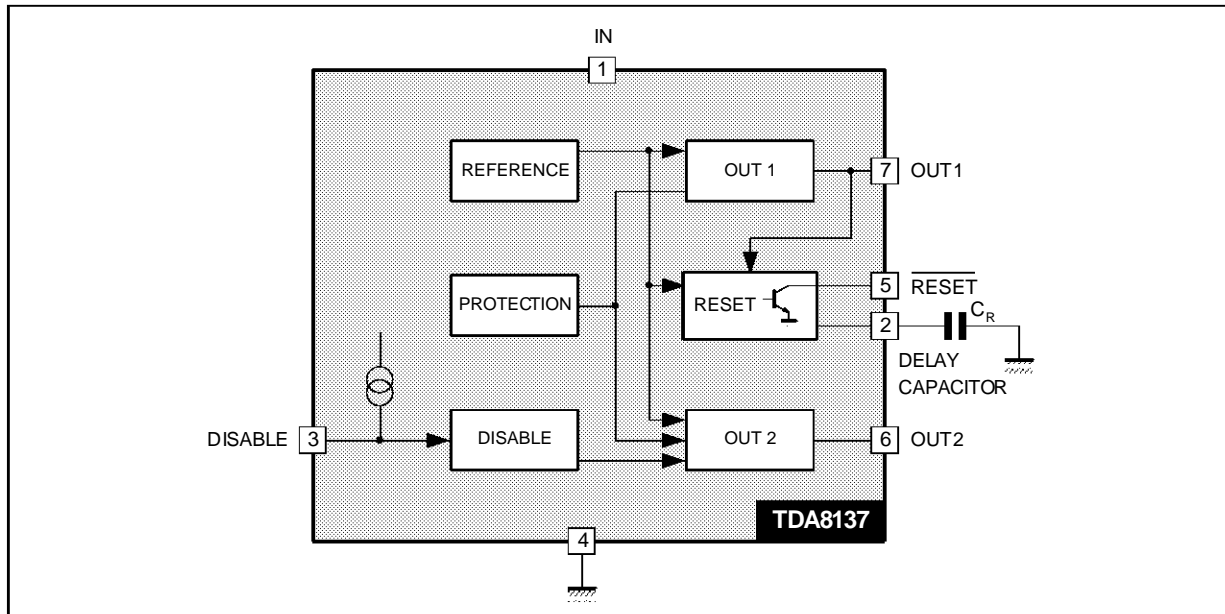 IN
1
REFERENCE
OUT 1
7 OUT1
PROTECTION
RESET
5 RESET
2 CR
DELAY
CAPACITOR
DISABLE 3
DISABLE
OUT 2
6 OUT2
TDA8137
4